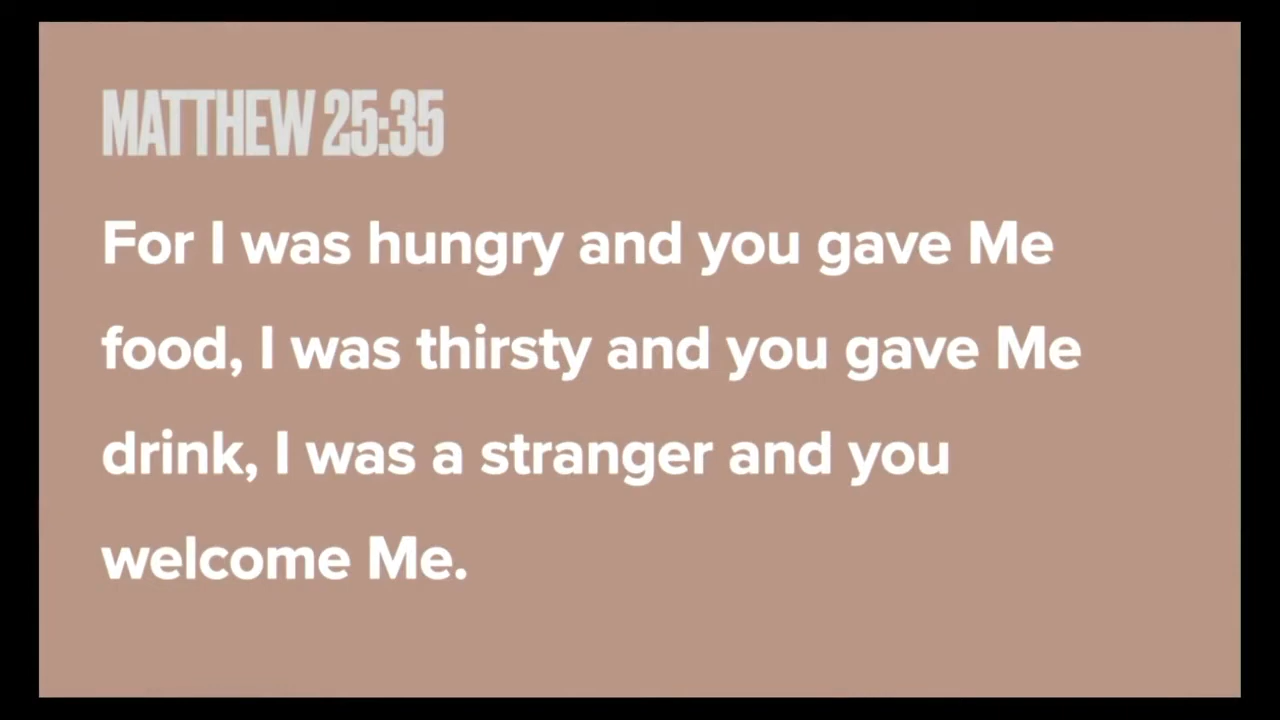 MATTHEW 25:35
For I was hungry and you gave Me
food, I was thirsty and you gave Me
drink, I was a stranger and you
welcome Me.